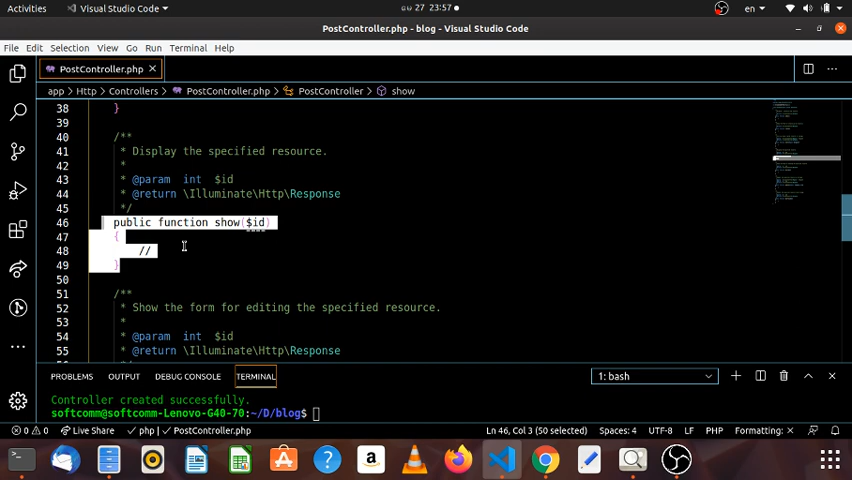 Activities
Visual Studio Code
27 23:57
en
PostController.php - blog - Visual Studio Code
File Edit Selection View Go Run Terminal Help
PostController.php
app > Http > Controllers > PostController.php > PostController > show
38 }
39
40 /**
41 * Display the specified resource.
42 *
43 * @param int $id
44 * @return \Illuminate\Http\Response
45 */
46 public function show($id)
47 {
48 //
49 }
50
51 /**
52 * Show the form for editing the specified resource.
53 *
54 * @param int $id
55 * @return \Illuminate\Http\Response
PROBLEMS OUTPUT DEBUG CONSOLE TERMINAL
1: bash
Controller created successfully.
softcomm@softcomm-Lenovo-G40-70:~/D/blog$
0 0 Live Share php PostController.php Ln 46, Col 3 (50 selected) Spaces: 4 UTF-8 LF PHP Formatting: ×